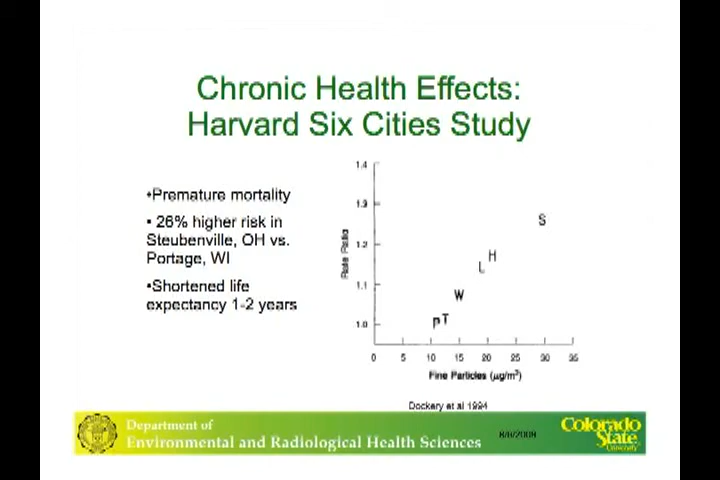 Chronic Health Effects:
Harvard Six Cities Study
•Premature mortality
• 26% higher risk in
Steubenville, OH vs.
Portage, WI
•Shortened life
expectancy 1-2 years
1.4
1.3
1.2
1.1
1.0
Rate Ratio
S
H
L
W
P T
0 5 10 15 20 25 30 35
Fine Particles (µg/m³)
Dockery et al 1994
Department of
Environmental and Radiological Health Sciences
Colorado
State
University